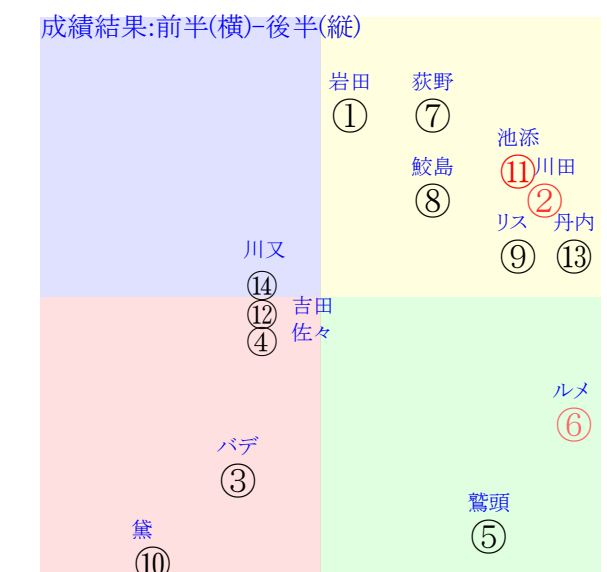 成績結果:前半(横)-後半(縦)
岩田 荻野
① ⑦
池添
鮫島 ⑪川田
⑧ ②
リス 丹内
川又 ⑨ ⑬
⑭
⑫ 吉田
④ 佐々
ルメ
⑥
バデ
③ 鷲頭
黛 ⑤
⑩